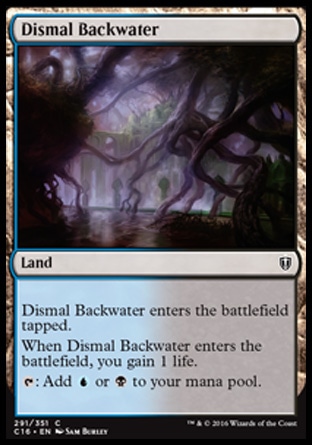 Dismal Backwater
Land
Dismal Backwater enters the battlefield
tapped.
When Dismal Backwater enters the
battlefield, you gain 1 life.
: Add or to your mana pool.
291/351 C
C16 • EN Sam Burley
™ & © 2016 Wizards of the Coast